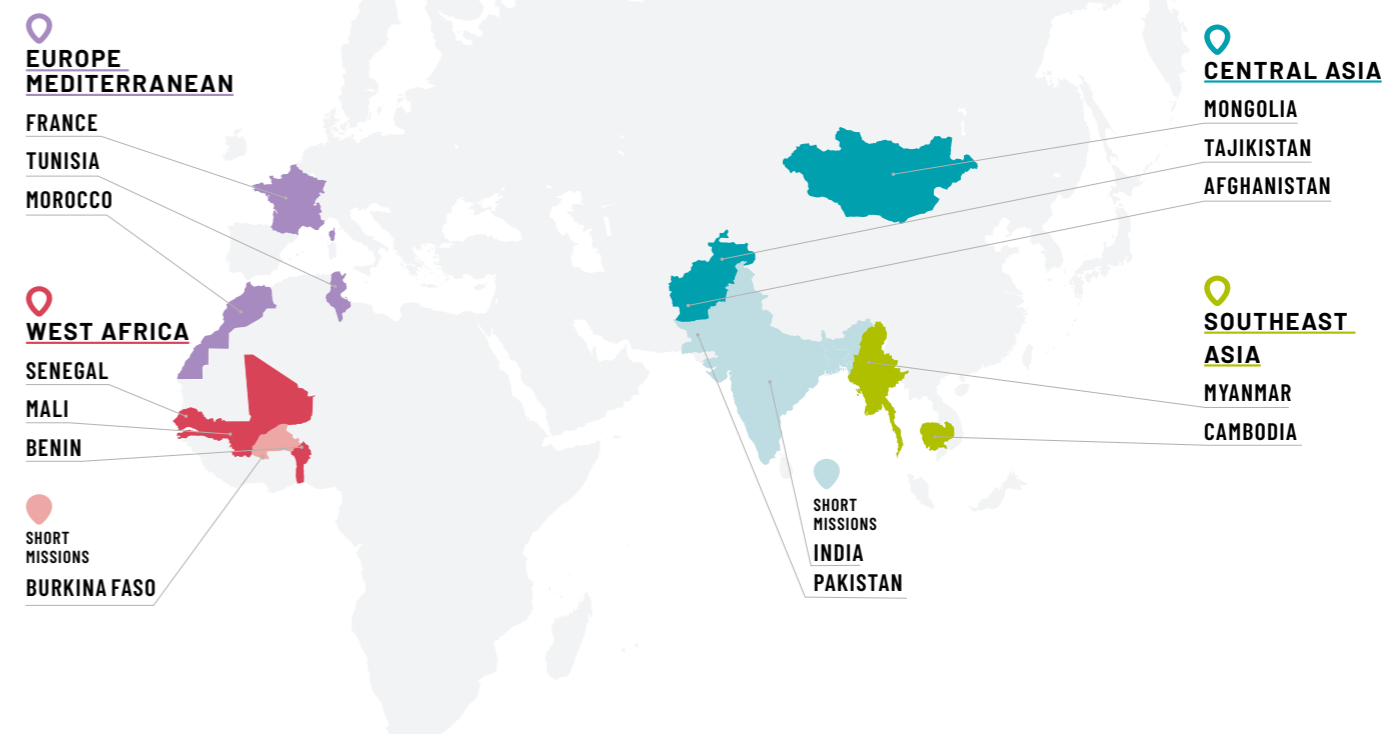 EUROPE
MEDITERRANEAN
FRANCE
TUNISIA
MOROCCO
WEST AFRICA
SENEGAL
MALI
BENIN
SHORT
MISSIONS
BURKINA FASO
SHORT
MISSIONS
INDIA
PAKISTAN
CENTRAL ASIA
MONGOLIA
TAJIKISTAN
AFGHANISTAN
SOUTHEAST
ASIA
MYANMAR
CAMBODIA